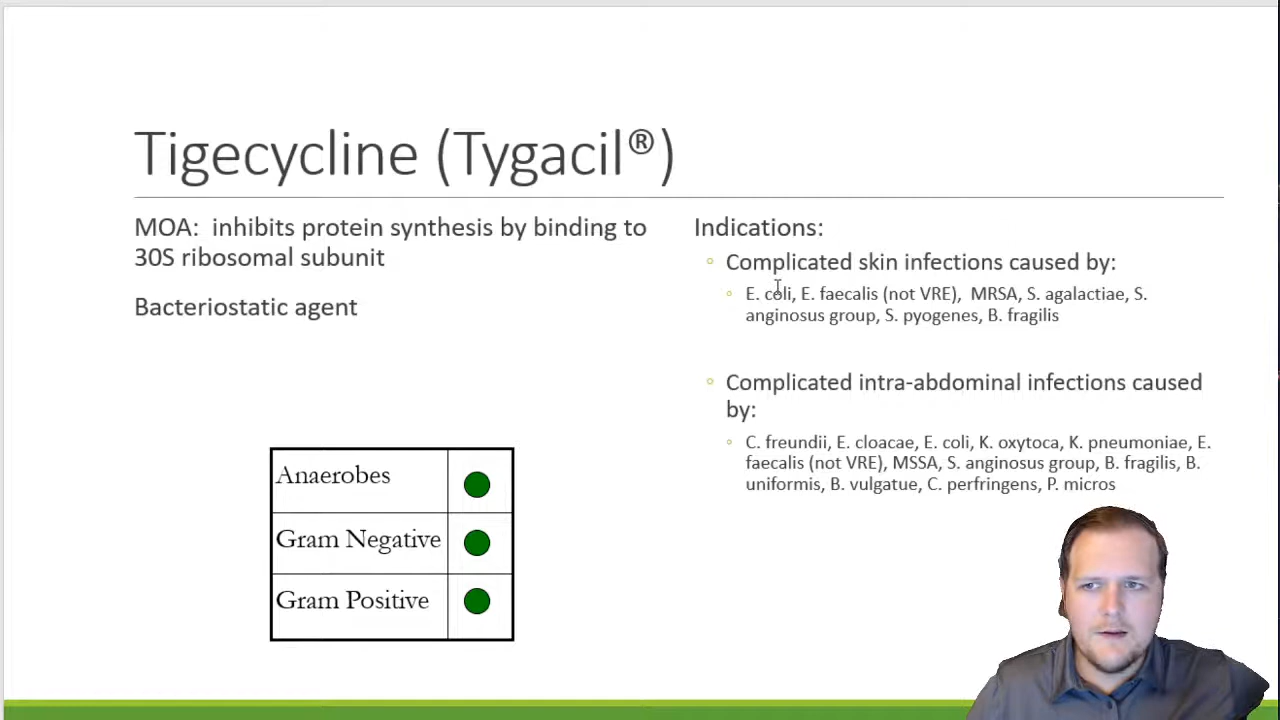 Tigecycline (Tygacil®)
MOA: inhibits protein synthesis by binding to
30S ribosomal subunit
Bacteriostatic agent
Anaerobes
Gram Negative
Gram Positive
Indications:
Complicated skin infections caused by:
E. coli, E. faecalis (not VRE), MRSA, S. agalactiae, S.
anginosus group, S. pyogenes, B. fragilis
Complicated intra-abdominal infections caused
by:
C. freundii, E. cloacae, E. coli, K. oxytoca, K. pneumoniae, E.
faecalis (not VRE), MSSA, S. anginosus group, B. fragilis, B.
uniformis, B. vulgatue, C. perfringens, P. micros